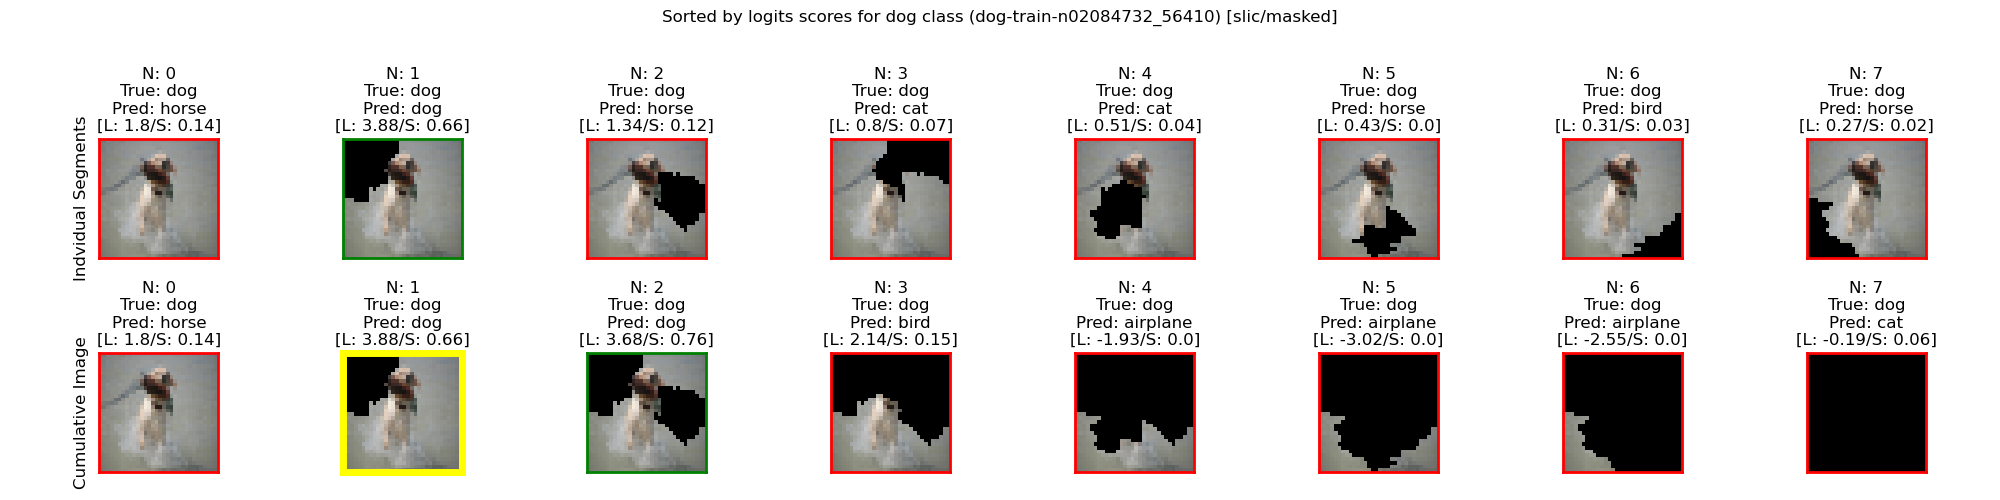 Sorted by logits scores for dog class (dog-train-n02084732_56410) [slic/masked]
Indvidual Segments
N: 0
True: dog
Pred: horse
[L: 1.8/S: 0.14]
N: 1
True: dog
Pred: dog
[L: 3.88/S: 0.66]
N: 2
True: dog
Pred: horse
[L: 1.34/S: 0.12]
N: 3
True: dog
Pred: cat
[L: 0.8/S: 0.07]
N: 4
True: dog
Pred: cat
[L: 0.51/S: 0.04]
N: 5
True: dog
Pred: horse
[L: 0.43/S: 0.0]
N: 6
True: dog
Pred: bird
[L: 0.31/S: 0.03]
N: 7
True: dog
Pred: horse
[L: 0.27/S: 0.02]
Cumulative Image
N: 0
True: dog
Pred: horse
[L: 1.8/S: 0.14]
N: 1
True: dog
Pred: dog
[L: 3.88/S: 0.66]
N: 2
True: dog
Pred: dog
[L: 3.68/S: 0.76]
N: 3
True: dog
Pred: bird
[L: 2.14/S: 0.15]
N: 4
True: dog
Pred: airplane
[L: -1.93/S: 0.0]
N: 5
True: dog
Pred: airplane
[L: -3.02/S: 0.0]
N: 6
True: dog
Pred: airplane
[L: -2.55/S: 0.0]
N: 7
True: dog
Pred: cat
[L: -0.19/S: 0.06]